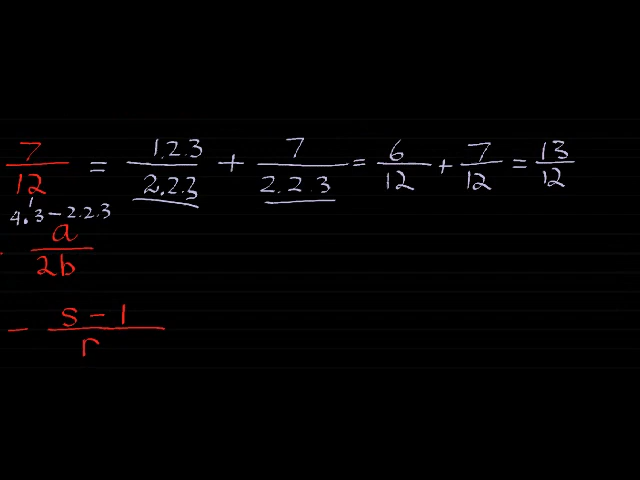 7/12 = 1.2.3/2.2.3 + 7/2.2.3 = 6/12 + 7/12 = 13/12
4.3-2.2.3
a/2b
- s-1/r